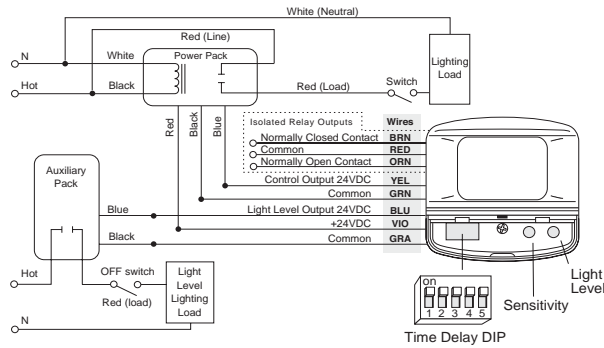 White (Neutral)
Red (Line)
N
White
Power Pack
Lighting
Load
Hot
Black
Red (Load)
Switch
Red
Black
Blue
Isolated Relay Outputs
Wires
Normally Closed Contact
BRN
Common
RED
Normally Open Contact
ORN
Control Output 24VDC
YEL
Common
GRN
Auxiliary
Pack
Blue
Light Level Output 24VDC
BLU
+24VDC
VIO
Black
Common
GRA
Hot
OFF switch
Red (load)
Light
Level
Lighting
Load
N
on
1 2 3 4 5
Time Delay DIP
Sensitivity
Light
Level